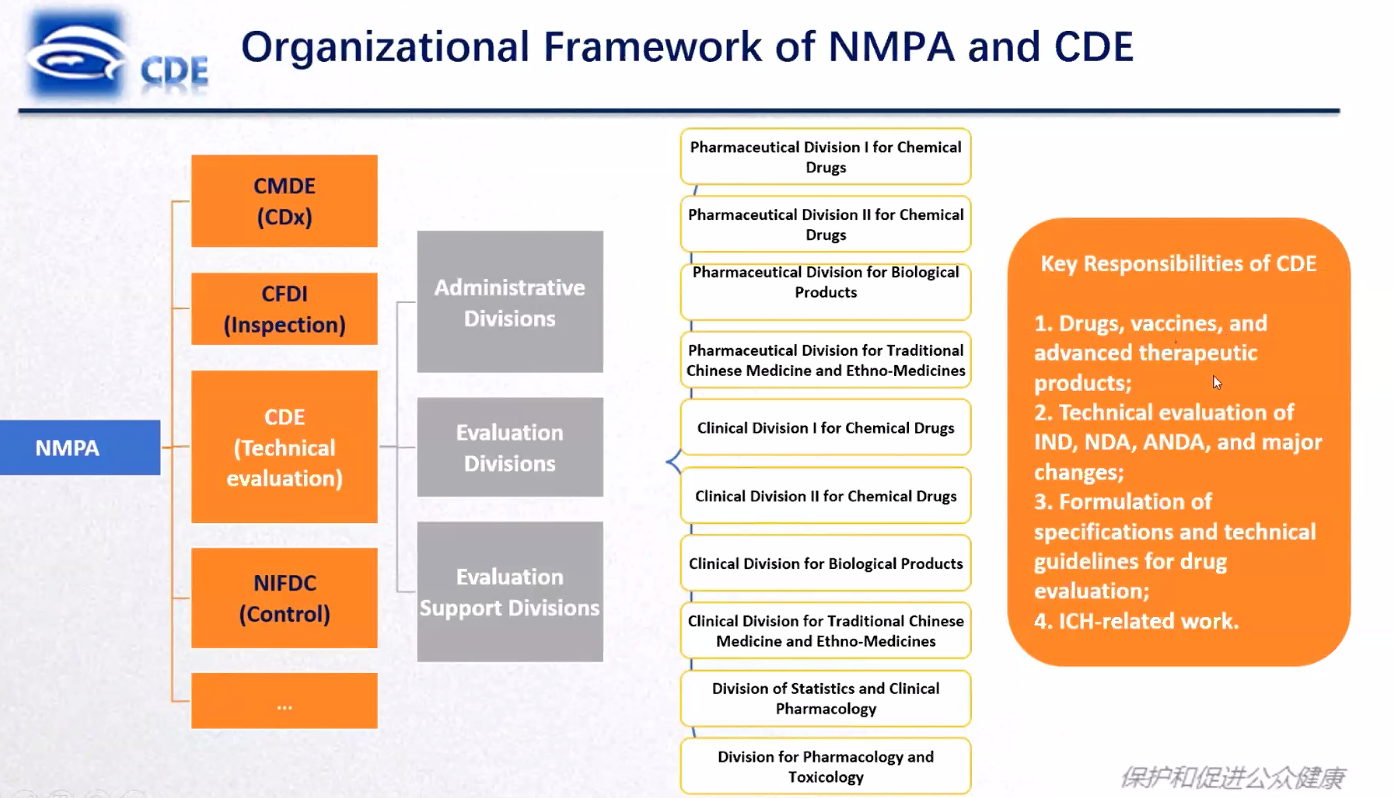 CDE
Organizational Framework of NMPA and CDE
NMPA
CMDE
(CDx)
CFDI
(Inspection)
CDE
(Technical
evaluation)
NIFDC
(Control)
...
Administrative
Divisions
Evaluation
Divisions
Evaluation
Support Divisions
Pharmaceutical Division I for Chemical
Drugs
Pharmaceutical Division II for Chemical
Drugs
Pharmaceutical Division for Biological
Products
Pharmaceutical Division for Traditional
Chinese Medicine and Ethno-Medicines
Clinical Division I for Chemical Drugs
Clinical Division II for Chemical Drugs
Clinical Division for Biological Products
Clinical Division for Traditional Chinese
Medicine and Ethno-Medicines
Division of Statistics and Clinical
Pharmacology
Division for Pharmacology and
Toxicology
Key Responsibilities of CDE
1. Drugs, vaccines, and
advanced therapeutic
products;
2. Technical evaluation of
IND, NDA, ANDA, and major
changes;
3. Formulation of
specifications and technical
guidelines for drug
evaluation;
4. ICH-related work.
保护和促进公众健康